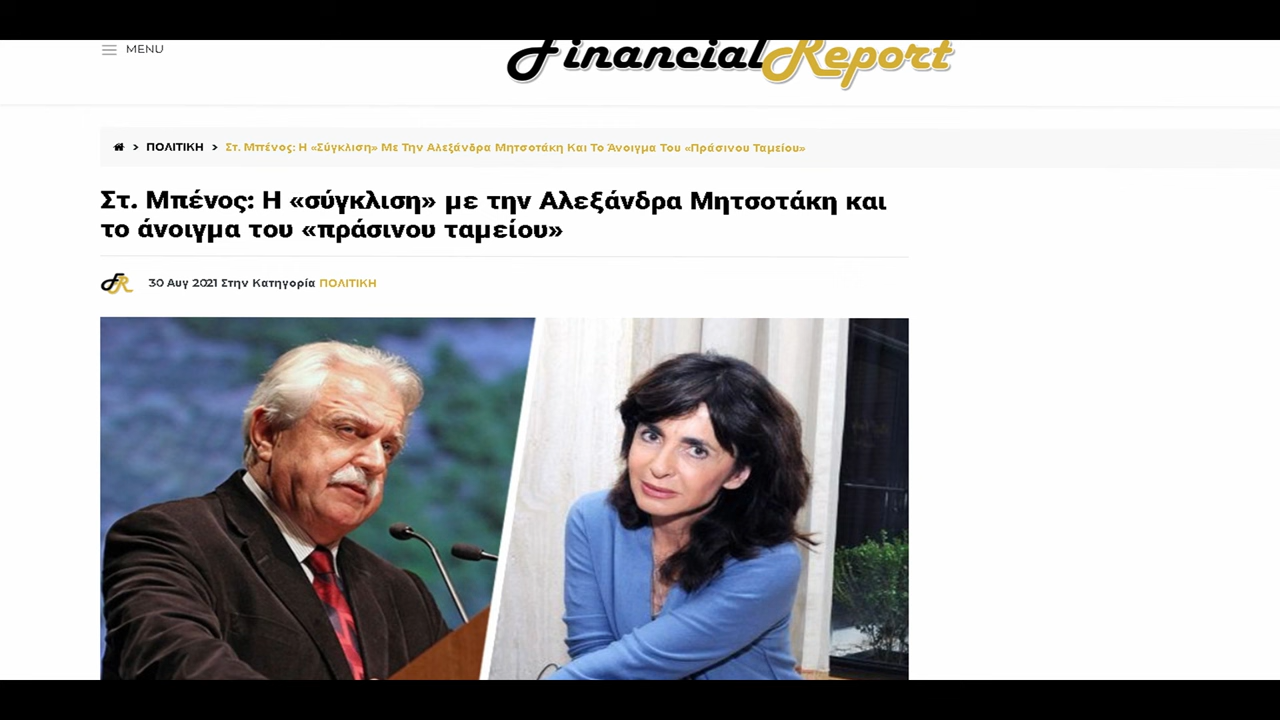 MENU
FinancialReport
> ΠΟΛΙΤΙΚΗ > Στ. Μπένος: Η «Σύγκλιση» Με Την Αλεξάνδρα Μητσοτάκη Και Το Άνοιγμα Του «Πράσινου Ταμείου»
Στ. Μπένος: Η «σύγκλιση» με την Αλεξάνδρα Μητσοτάκη και
το άνοιγμα του «πράσινου ταμείου»
FR 30 Αυγ 2021 Στην Κατηγορία ΠΟΛΙΤΙΚΗ